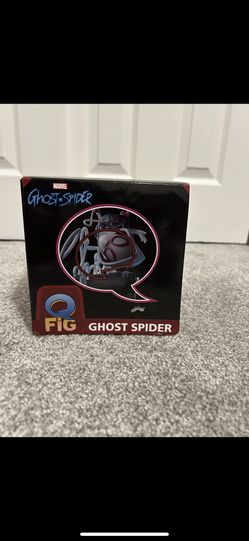 MARVEL
GHOST-SPIDER
Q
FiG
GHOST SPIDER